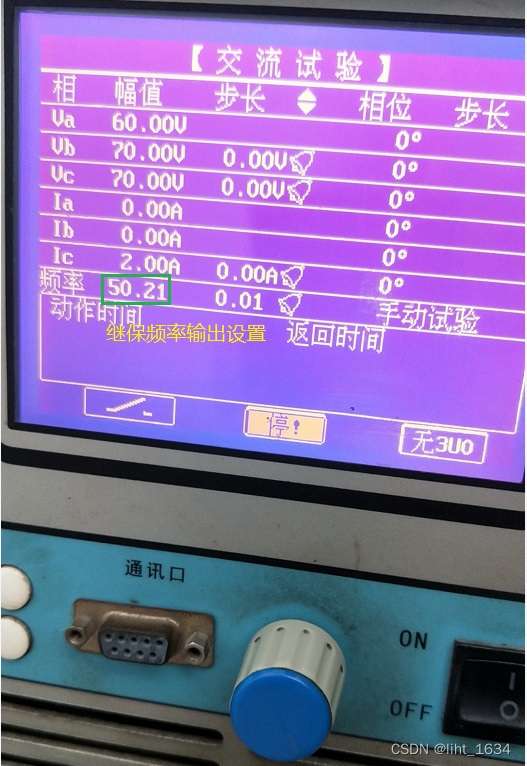 【交流试验】
相 幅值 步长 相位 步长
Va 60.00V 0°
Vb 70.00V 0.00V 0°
Vc 70.00V 0.00V 0°
Ia 0.00A 0°
Ib 0.00A 0°
Ic 2.00A 0.00A 0°
频率 50.21 0.01 手动试验
动作时间 返回时间
继保频率输出设置
停! 无3U0
通讯口
ON
OFF
CSDN @liht_1634